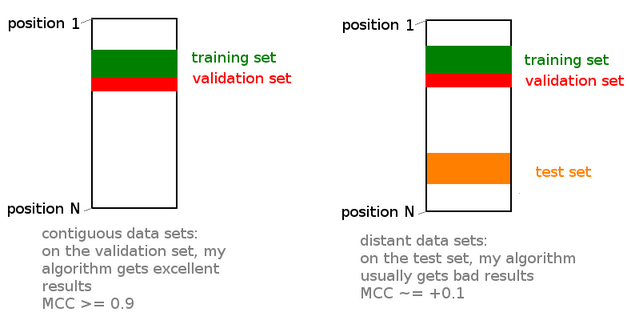 position 1
training set
validation set
position N
contiguous data sets:
on the validation set, my
algorithm gets excellent
results
MCC >= 0.9
position 1
training set
validation set
test set
position N
distant data sets:
on the test set, my algorithm
usually gets bad results
MCC ~= +0.1